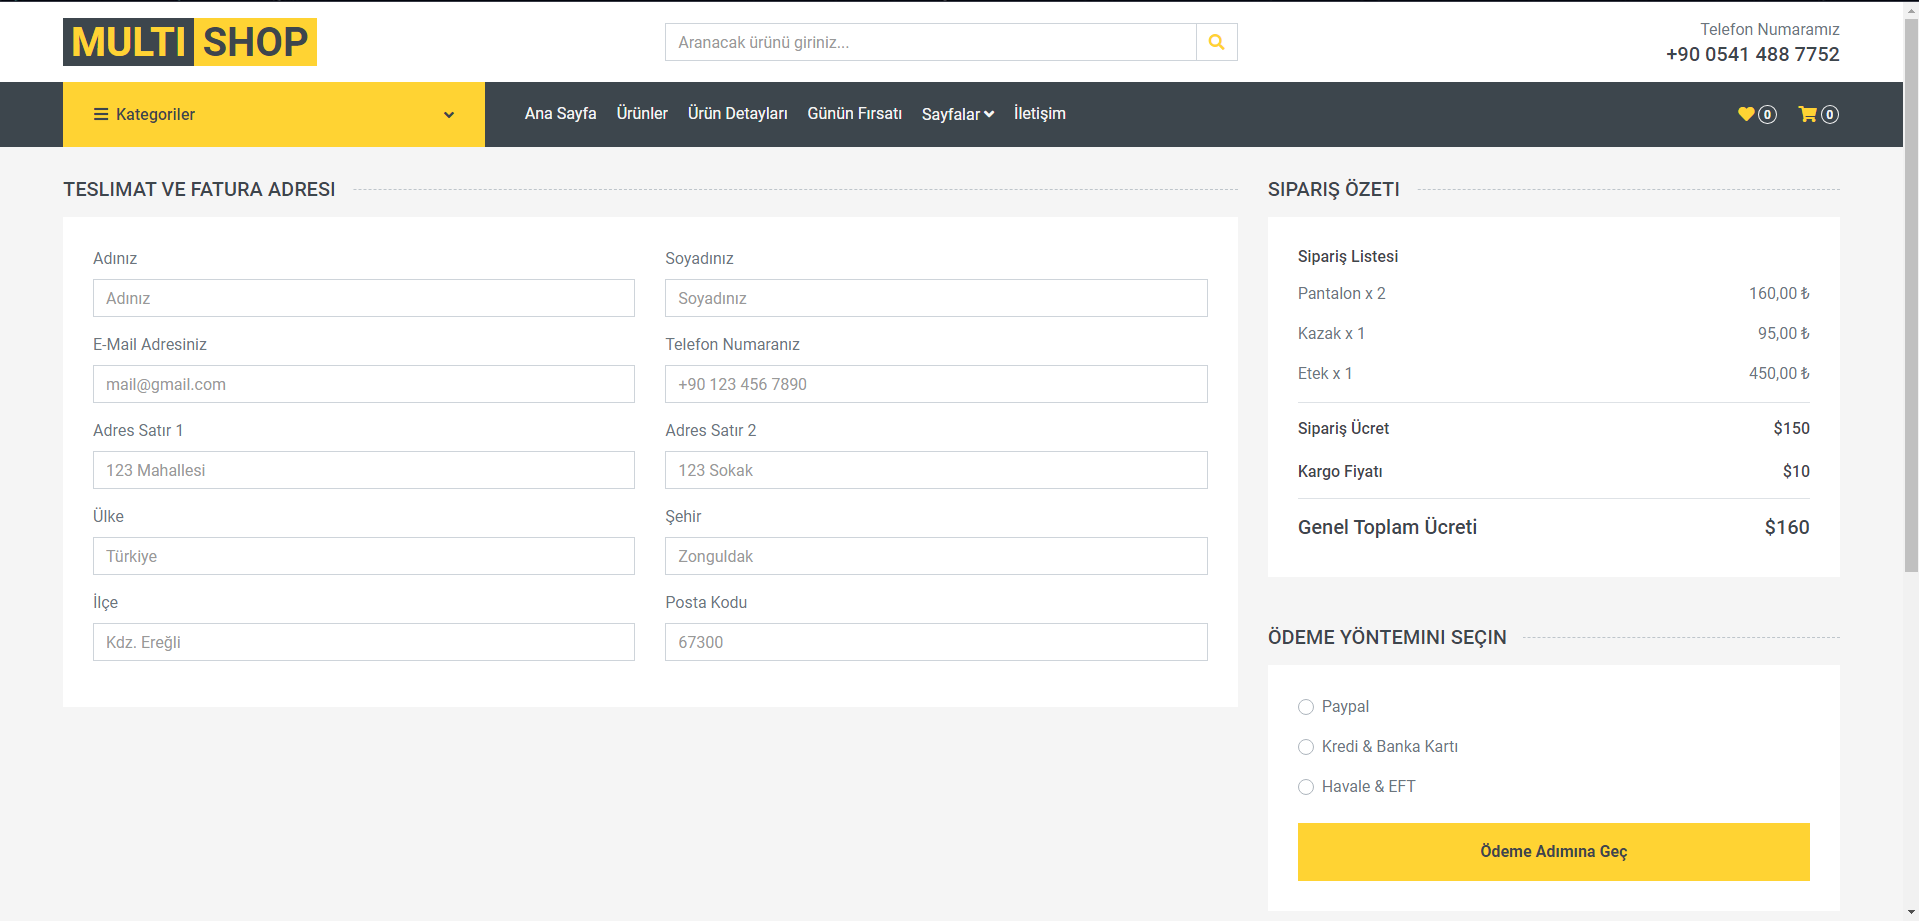 MULTI SHOP
Aranacak ürünü giriniz...
Telefon Numaramız
+90 0541 488 7752
Kategoriler
Ana Sayfa Ürünler Ürün Detayları Günün Fırsatı Sayfalar İletişim
0 0
TESLIMAT VE FATURA ADRESI
Adınız Soyadınız
Adınız Soyadınız
E-Mail Adresiniz Telefon Numaranız
mail@gmail.com +90 123 456 7890
Adres Satır 1 Adres Satır 2
123 Mahallesi 123 Sokak
Ülke Şehir
Türkiye Zonguldak
İlçe Posta Kodu
Kdz. Ereğli 67300
SIPARIŞ ÖZETI
Sipariş Listesi
Pantalon x 2 160,00 ₺
Kazak x 1 95,00 ₺
Etek x 1 450,00 ₺
Sipariş Ücret $150
Kargo Fiyatı $10
Genel Toplam Ücreti $160
ÖDEME YÖNTEMINI SEÇIN
Paypal
Kredi & Banka Kartı
Havale & EFT
Ödeme Adımına Geç